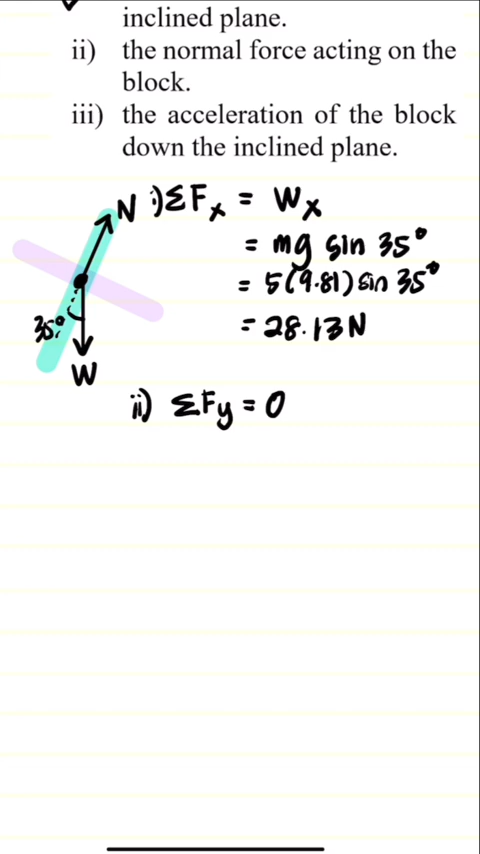 inclined plane.
ii) the normal force acting on the
block.
iii) the acceleration of the block
down the inclined plane.
N
i) ΣFx = Wx
= mg sin 35°
= 5(9.81) sin 35°
= 28.13N
35°
W
ii) ΣFy = 0